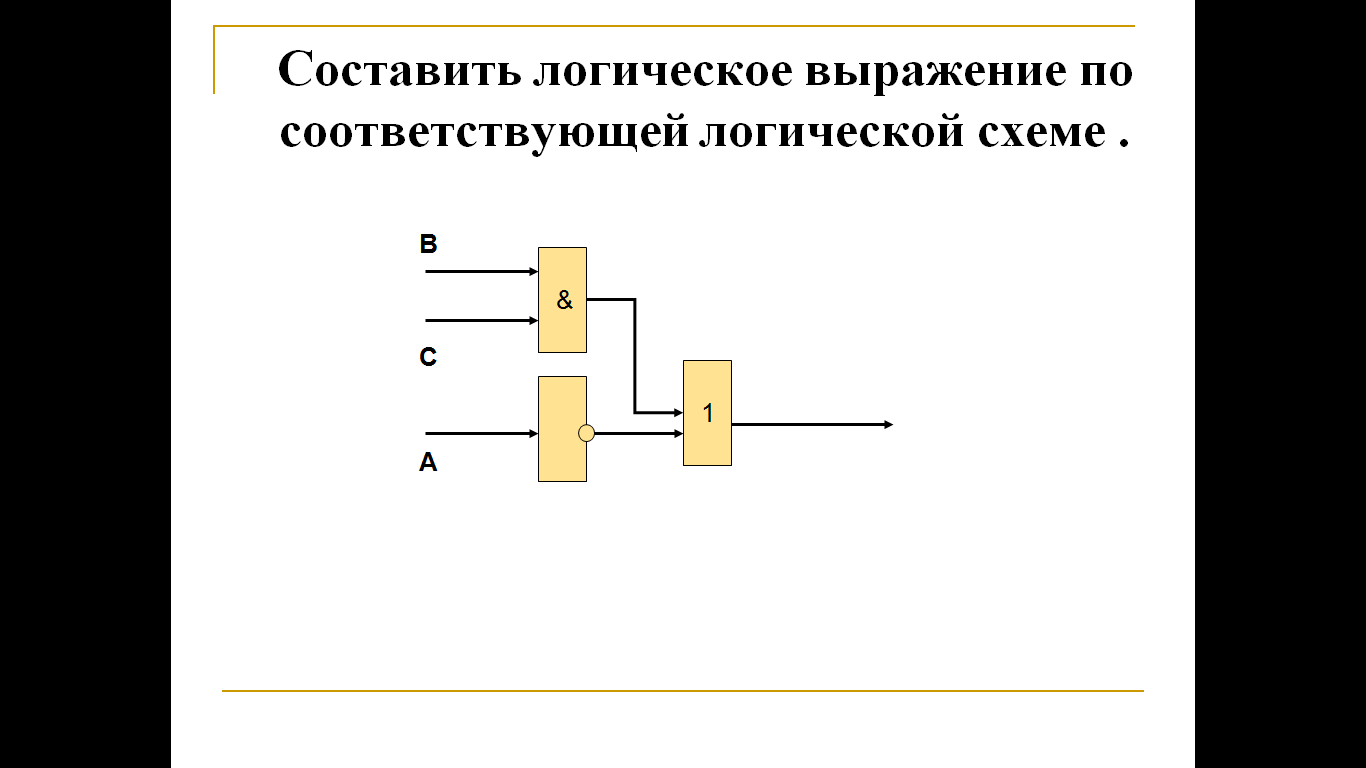 Составить логическое выражение по
соответствующей логической схеме .
B
&
C
1
A